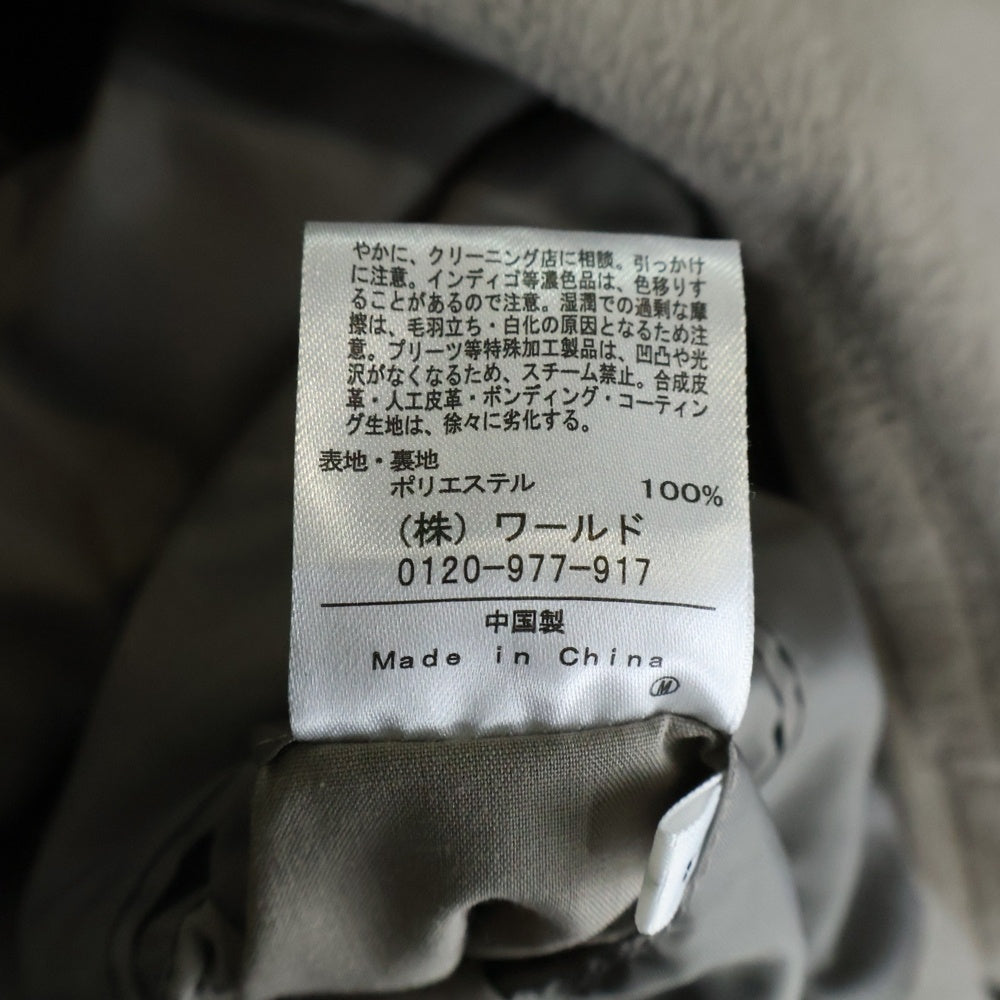 やかに、クリーニング店に相談。引っかけ
に注意。インディゴ等濃色品は、色移りす
ることがあるので注意。湿潤での過剰な摩
擦は、毛羽立ち・白化の原因となるため注
意。プリーツ等特殊加工製品は、凹凸や光
沢がなくなるため、スチーム禁止。合成皮
革・人工皮革・ボンディング・コーティン
グ生地は、徐々に劣化する。
表地・裏地
ポリエステル 100%
(株) ワールド
0120-977-917
中国製
Made in China
Ⓜ